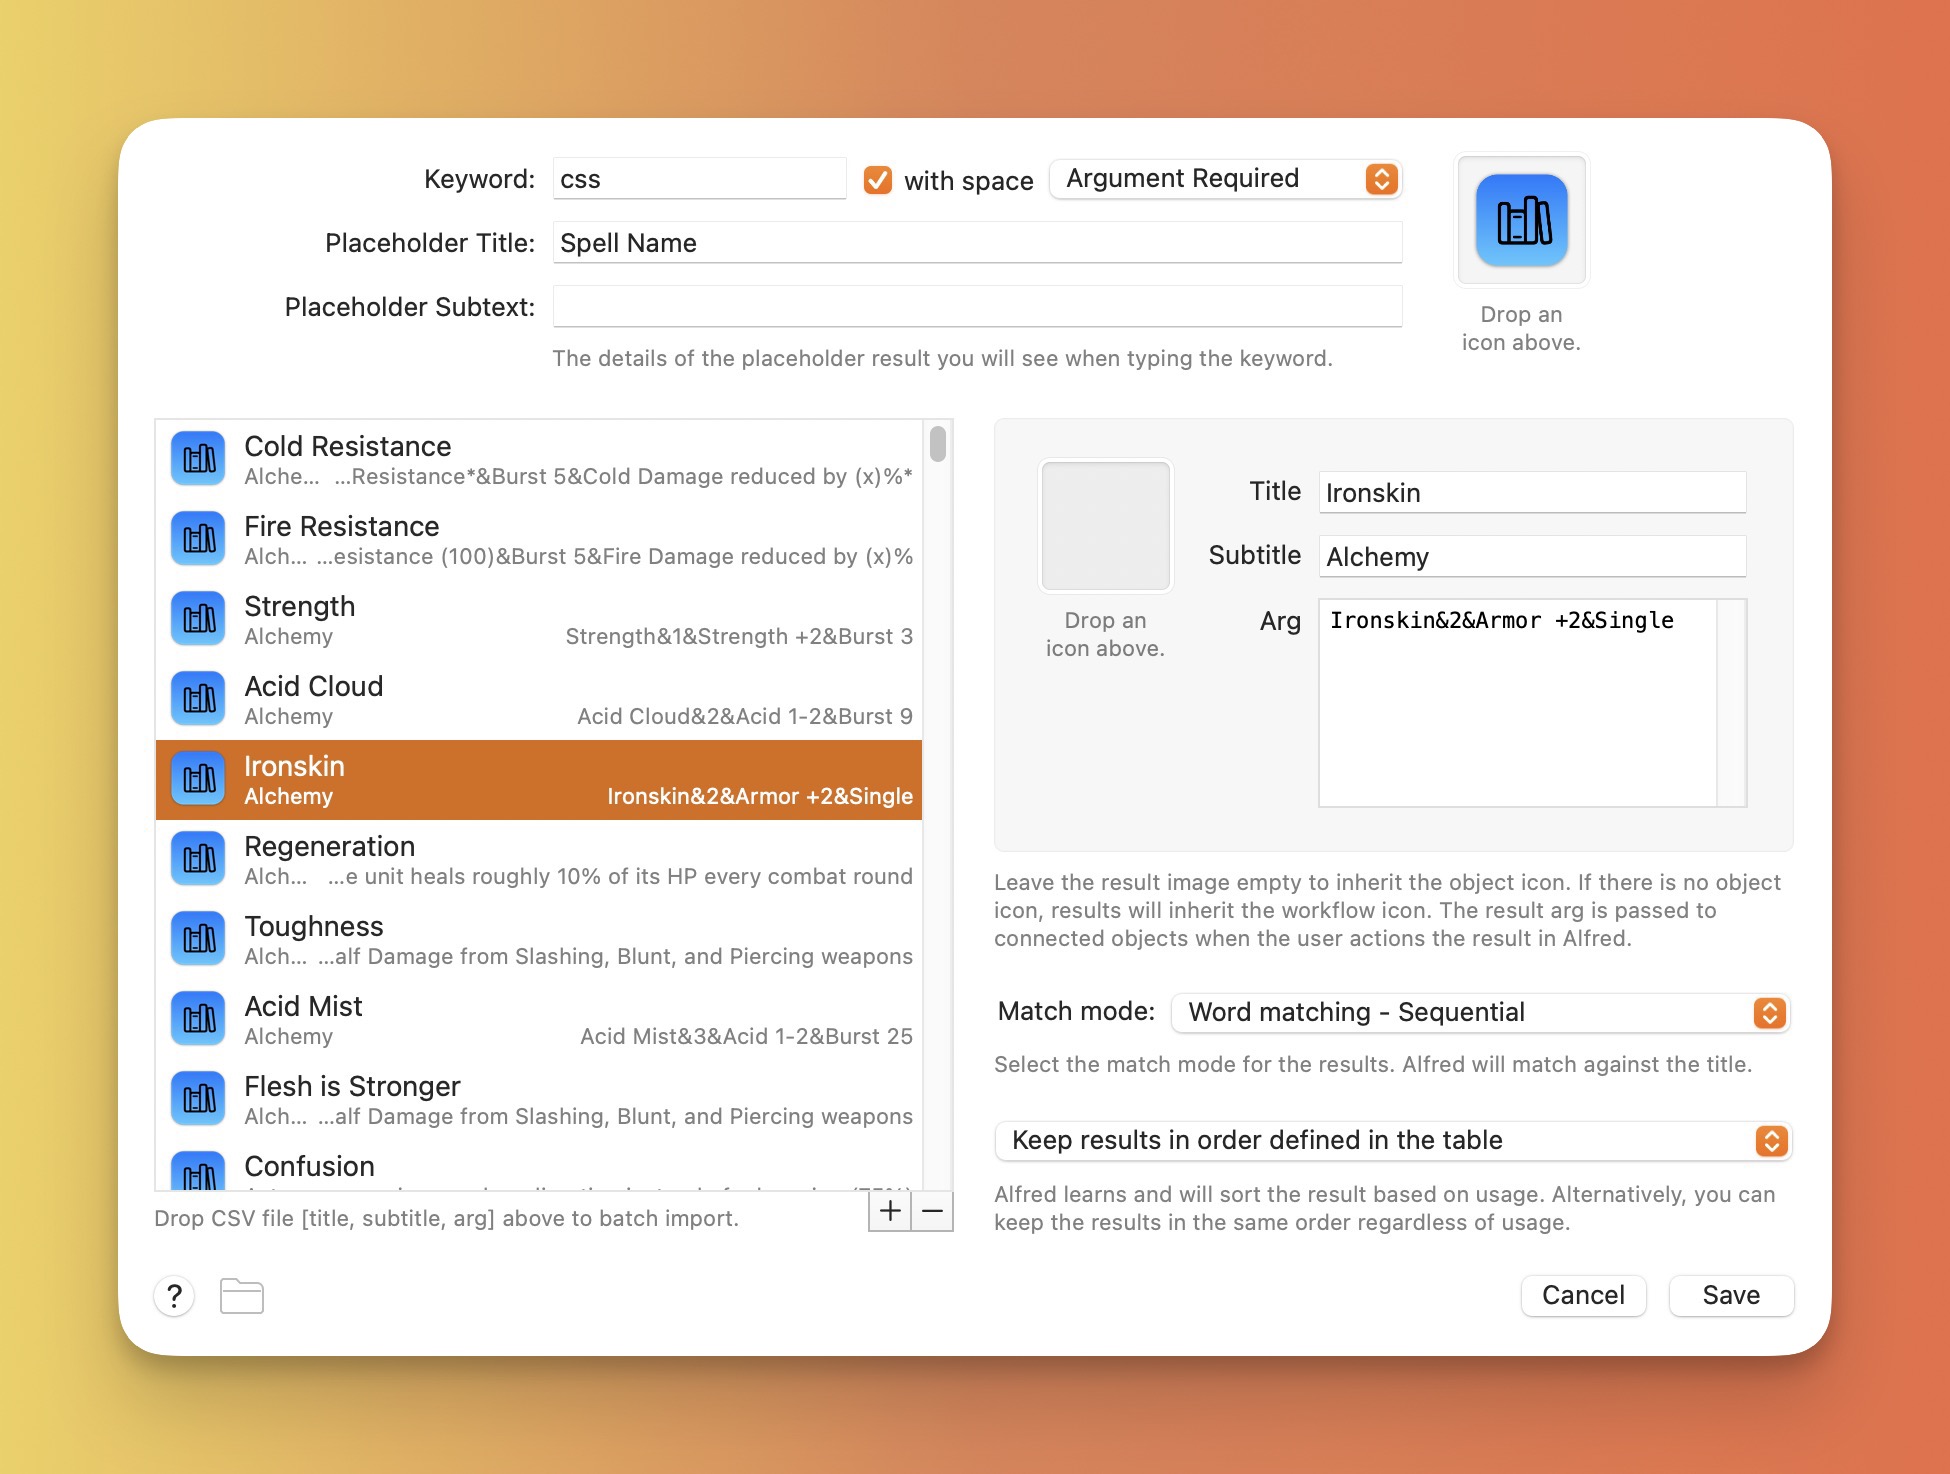 Keyword: css with space Argument Required
Placeholder Title: Spell Name
Placeholder Subtext:
The details of the placeholder result you will see when typing the keyword.
Drop an
icon above.
Cold Resistance
Alche... ...Resistance*&Burst 5&Cold Damage reduced by (x)%*
Fire Resistance
Alch... ...esistance (100)&Burst 5&Fire Damage reduced by (x)%
Strength
Alchemy Strength&1&Strength +2&Burst 3
Acid Cloud
Alchemy Acid Cloud&2&Acid 1-2&Burst 9
Ironskin
Alchemy Ironskin&2&Armor +2&Single
Regeneration
Alch... ...e unit heals roughly 10% of its HP every combat round
Toughness
Alch... ...alf Damage from Slashing, Blunt, and Piercing weapons
Acid Mist
Alchemy Acid Mist&3&Acid 1-2&Burst 25
Flesh is Stronger
Alch... ...alf Damage from Slashing, Blunt, and Piercing weapons
Confusion
Drop CSV file [title, subtitle, arg] above to batch import.
+ −
Drop an
icon above.
Title Ironskin
Subtitle Alchemy
Arg Ironskin&2&Armor +2&Single
Leave the result image empty to inherit the object icon. If there is no object
icon, results will inherit the workflow icon. The result arg is passed to
connected objects when the user actions the result in Alfred.
Match mode: Word matching - Sequential
Select the match mode for the results. Alfred will match against the title.
Keep results in order defined in the table
Alfred learns and will sort the result based on usage. Alternatively, you can
keep the results in the same order regardless of usage.
?
Cancel Save